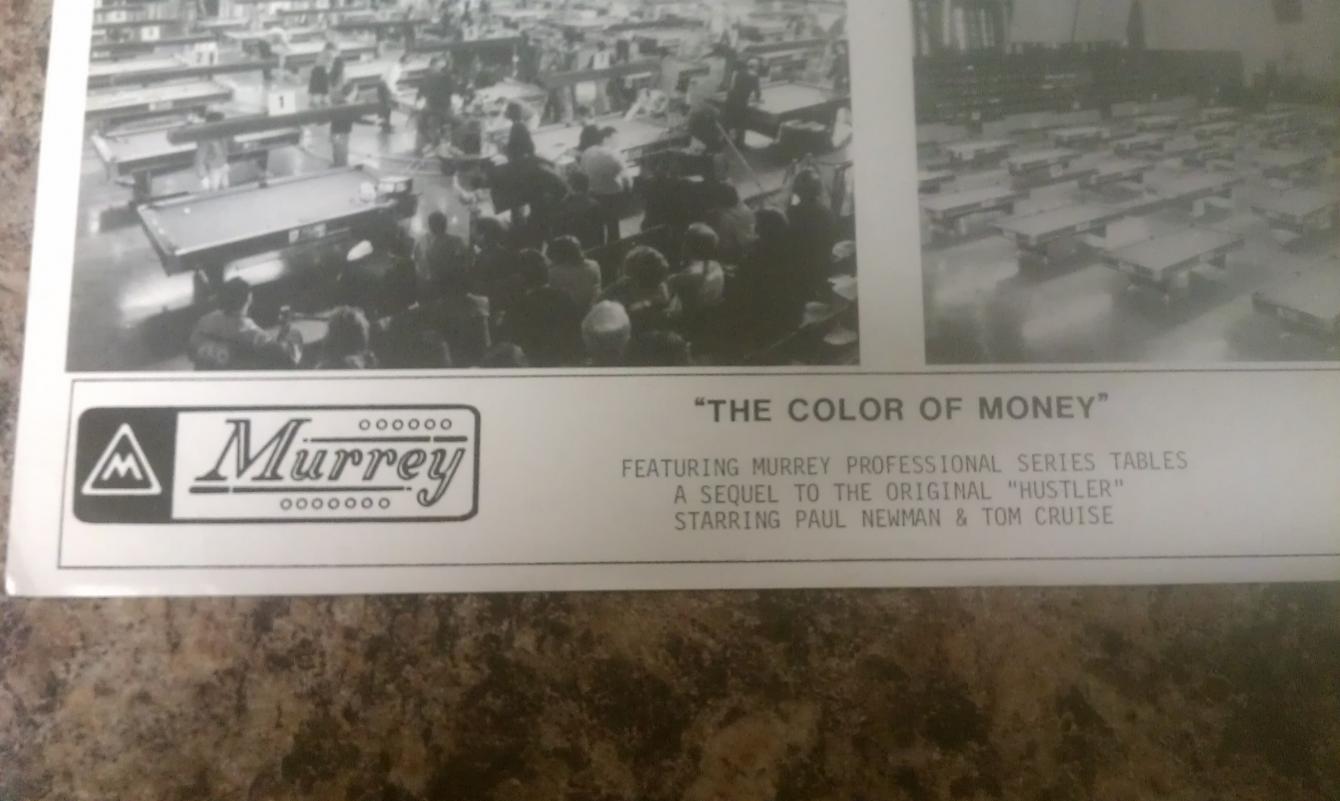 1
M
Murrey
"THE COLOR OF MONEY"
FEATURING MURREY PROFESSIONAL SERIES TABLES
A SEQUEL TO THE ORIGINAL "HUSTLER"
STARRING PAUL NEWMAN & TOM CRUISE